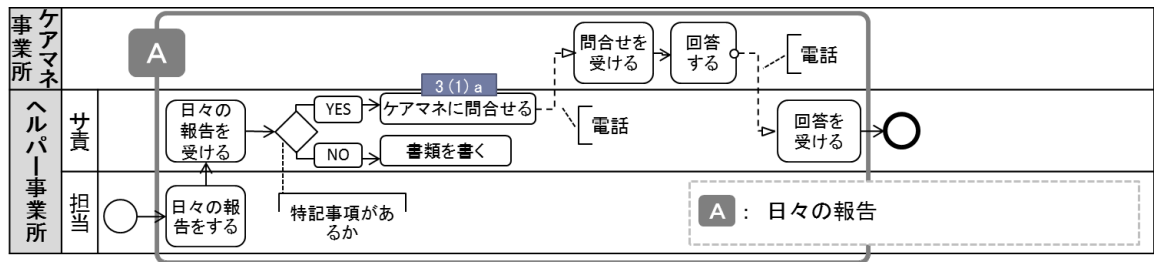 ケアマネ
事業所
A
問合せを
受ける
回答
する
電話
ヘルパー事業所
サ責
日々の
報告を
受ける
YES
3(1)a
ケアマネに問合せる
電話
NO
書類を書く
回答を
受ける
担当
日々の報
告をする
特記事項があ
るか
A : 日々の報告